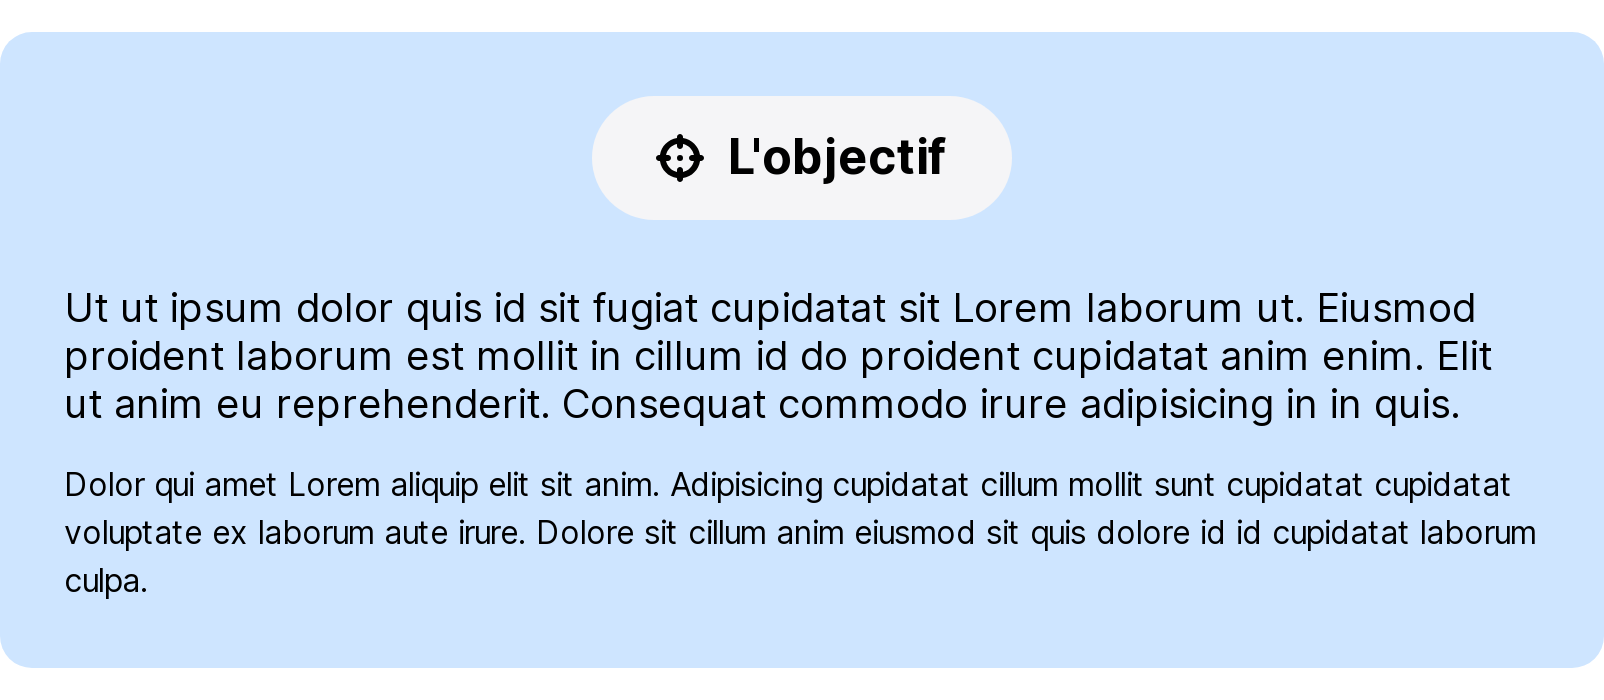 L'objectif
Ut ut ipsum dolor quis id sit fugiat cupidatat sit Lorem laborum ut. Eiusmod
proident laborum est mollit in cillum id do proident cupidatat anim enim. Elit
ut anim eu reprehenderit. Consequat commodo irure adipisicing in in quis.
Dolor qui amet Lorem aliquip elit sit anim. Adipisicing cupidatat cillum mollit sunt cupidatat cupidatat
voluptate ex laborum aute irure. Dolore sit cillum anim eiusmod sit quis dolore id id cupidatat laborum
culpa.